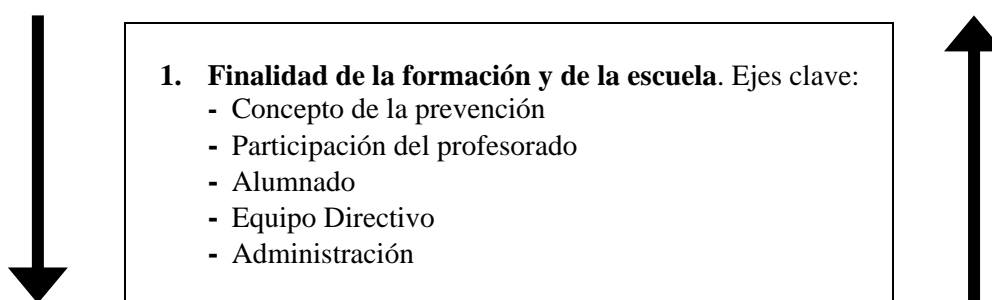 1. Finalidad de la formación y de la escuela. Ejes clave:
- Concepto de la prevención
- Participación del profesorado
- Alumnado
- Equipo Directivo
- Administración